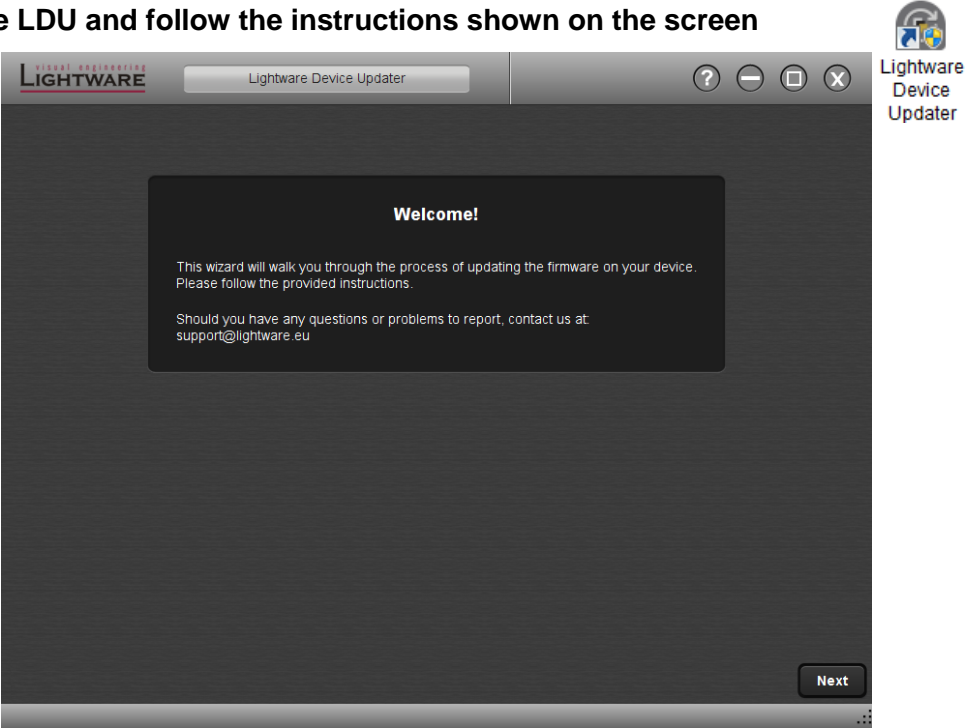 e LDU and follow the instructions shown on the screen
visual engineering
LIGHTWARE
Lightware Device Updater
?
X
Lightware
Device
Updater
Welcome!
This wizard will walk you through the process of updating the firmware on your device.
Please follow the provided instructions.
Should you have any questions or problems to report, contact us at:
support@lightware.eu
Next